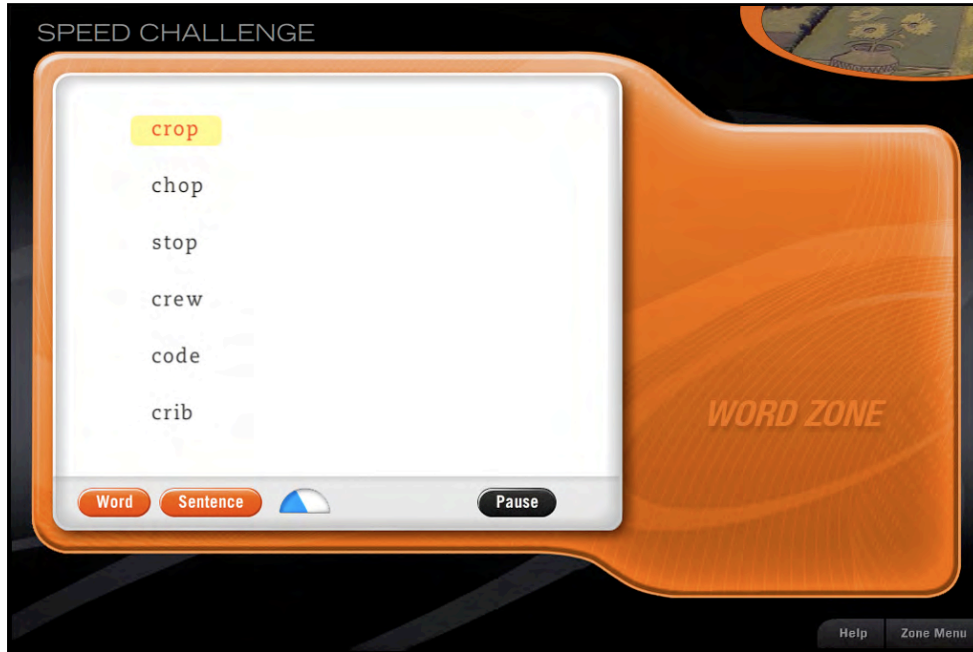 SPEED CHALLENGE
crop
chop
stop
crew
code
crib
WORD ZONE
Word Sentence Pause
Help Zone Menu